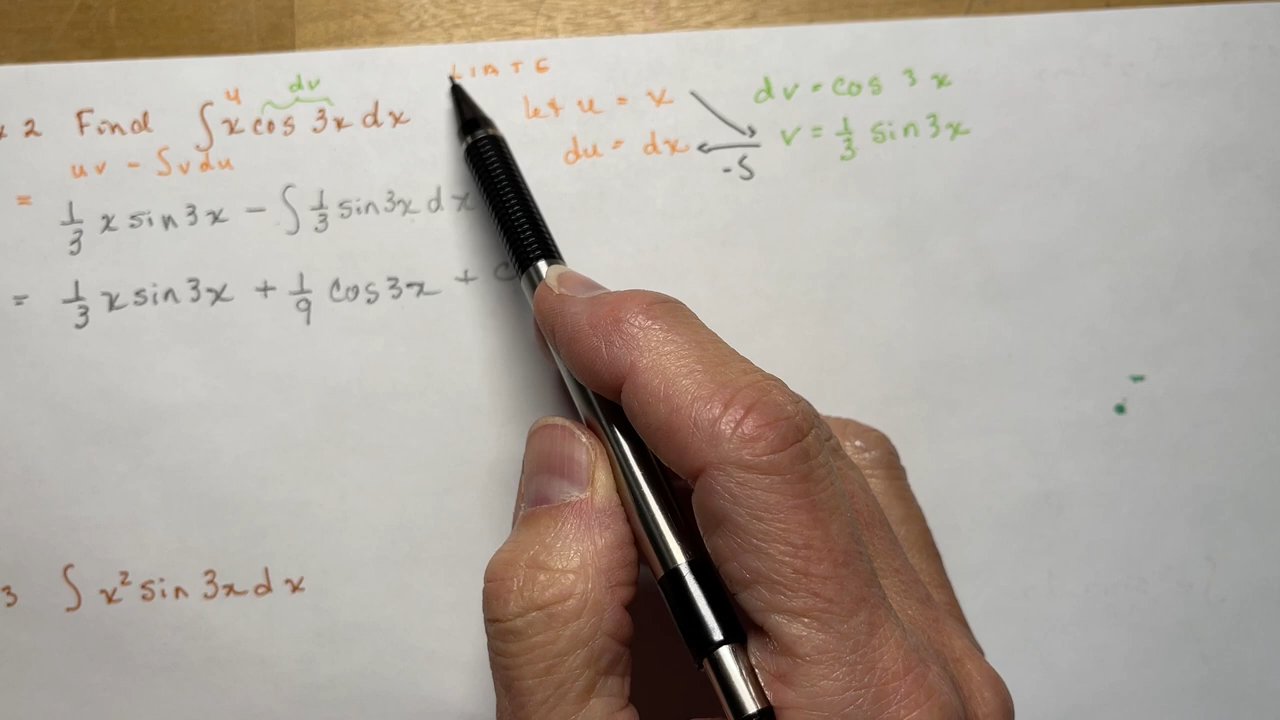 LIATE
u dv
2 Find ∫ x cos 3x dx
let u = x dv = cos 3x
du = dx v = 1/3 sin 3x
-∫
uv - ∫vdu
= 1/3 x sin 3x - ∫ 1/3 sin 3x dx
= 1/3 x sin 3x + 1/9 cos 3x + C
3 ∫ x² sin 3x dx